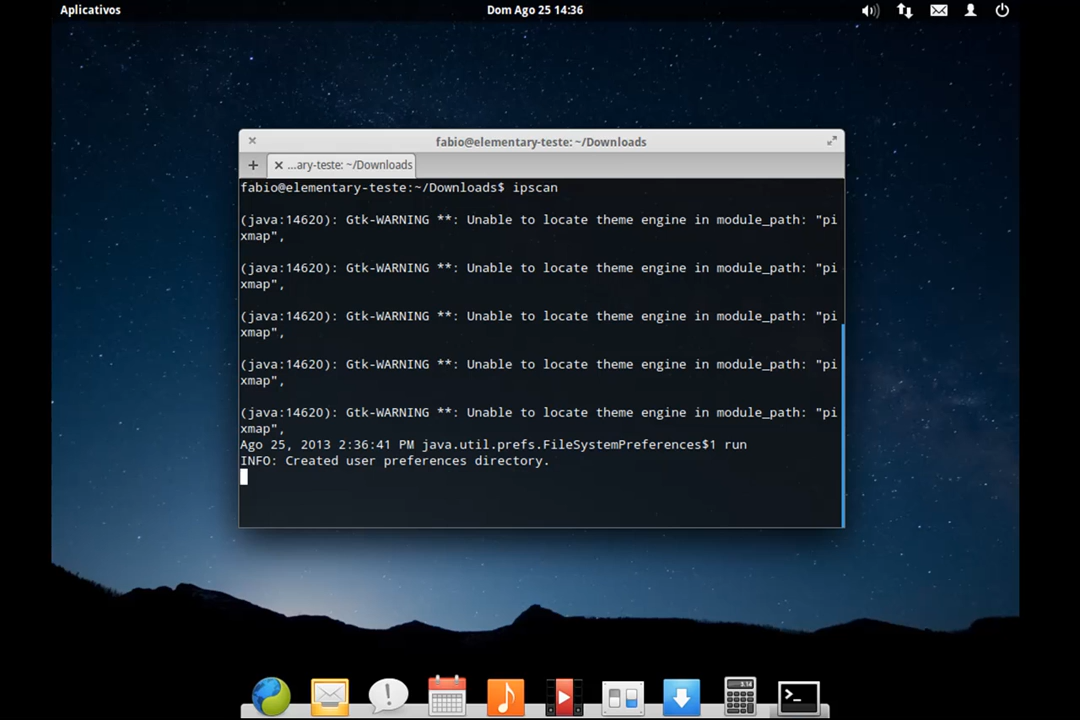 Aplicativos
Dom Ago 25 14:36
fabio@elementary-teste: ~/Downloads
...ary-teste: ~/Downloads
fabio@elementary-teste:~/Downloads$ ipscan
(java:14620): Gtk-WARNING **: Unable to locate theme engine in module_path: "pi
xmap",
(java:14620): Gtk-WARNING **: Unable to locate theme engine in module_path: "pi
xmap",
(java:14620): Gtk-WARNING **: Unable to locate theme engine in module_path: "pi
xmap",
(java:14620): Gtk-WARNING **: Unable to locate theme engine in module_path: "pi
xmap",
(java:14620): Gtk-WARNING **: Unable to locate theme engine in module_path: "pi
xmap",
Ago 25, 2013 2:36:41 PM java.util.prefs.FileSystemPreferences$1 run
INFO: Created user preferences directory.